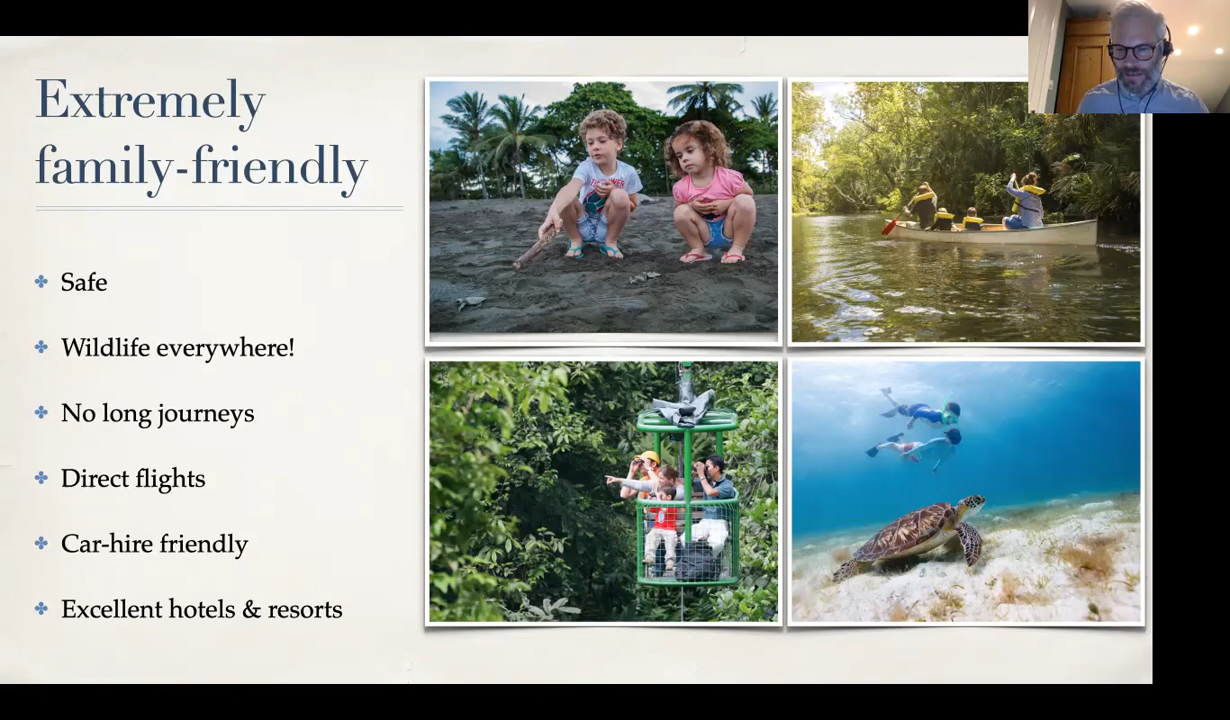 Extremely
family-friendly
Safe
Wildlife everywhere!
No long journeys
Direct flights
Car-hire friendly
Excellent hotels & resorts